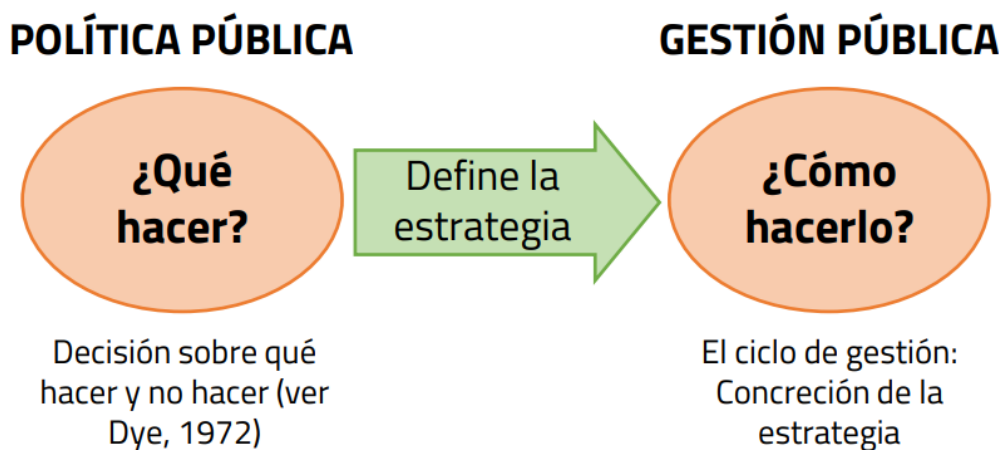 POLÍTICA PÚBLICA
GESTIÓN PÚBLICA
¿Qué
hacer?
Define la
estrategia
¿Cómo
hacerlo?
Decisión sobre qué
hacer y no hacer (ver
Dye, 1972)
El ciclo de gestión:
Concreción de la
estrategia